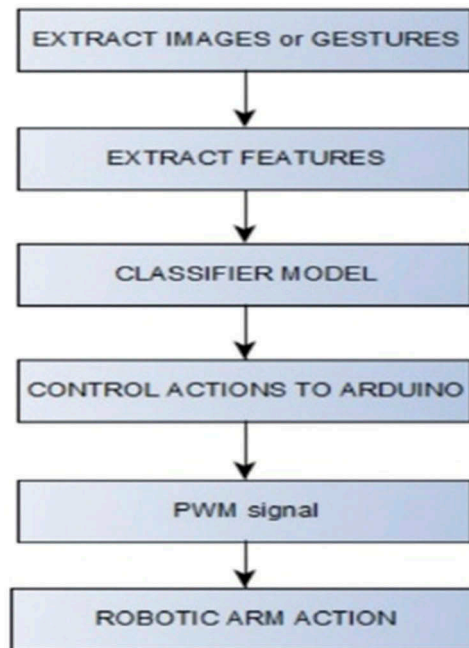 EXTRACT IMAGES or GESTURES
EXTRACT FEATURES
CLASSIFIER MODEL
CONTROL ACTIONS TO ARDUINO
PWM signal
ROBOTIC ARM ACTION